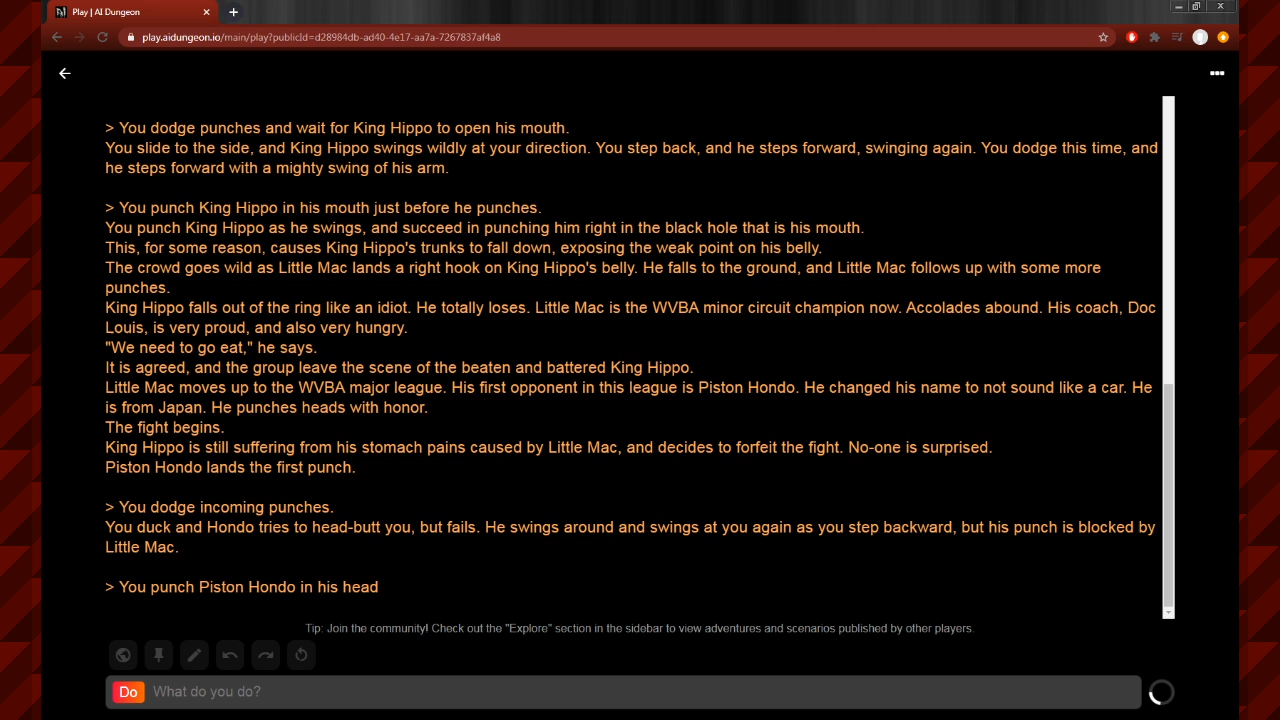 Play | AI Dungeon
play.aidungeon.io/main/play?publicId=d28984db-ad40-4e17-aa7a-7267837af4a8
> You dodge punches and wait for King Hippo to open his mouth.
You slide to the side, and King Hippo swings wildly at your direction. You step back, and he steps forward, swinging again. You dodge this time, and
he steps forward with a mighty swing of his arm.
> You punch King Hippo in his mouth just before he punches.
You punch King Hippo as he swings, and succeed in punching him right in the black hole that is his mouth.
This, for some reason, causes King Hippo's trunks to fall down, exposing the weak point on his belly.
The crowd goes wild as Little Mac lands a right hook on King Hippo's belly. He falls to the ground, and Little Mac follows up with some more
punches.
King Hippo falls out of the ring like an idiot. He totally loses. Little Mac is the WVBA minor circuit champion now. Accolades abound. His coach, Doc
Louis, is very proud, and also very hungry.
"We need to go eat," he says.
It is agreed, and the group leave the scene of the beaten and battered King Hippo.
Little Mac moves up to the WVBA major league. His first opponent in this league is Piston Hondo. He changed his name to not sound like a car. He
is from Japan. He punches heads with honor.
The fight begins.
King Hippo is still suffering from his stomach pains caused by Little Mac, and decides to forfeit the fight. No-one is surprised.
Piston Hondo lands the first punch.
> You dodge incoming punches.
You duck and Hondo tries to head-butt you, but fails. He swings around and swings at you again as you step backward, but his punch is blocked by
Little Mac.
> You punch Piston Hondo in his head
Tip: Join the community! Check out the "Explore" section in the sidebar to view adventures and scenarios published by other players.
Do What do you do?